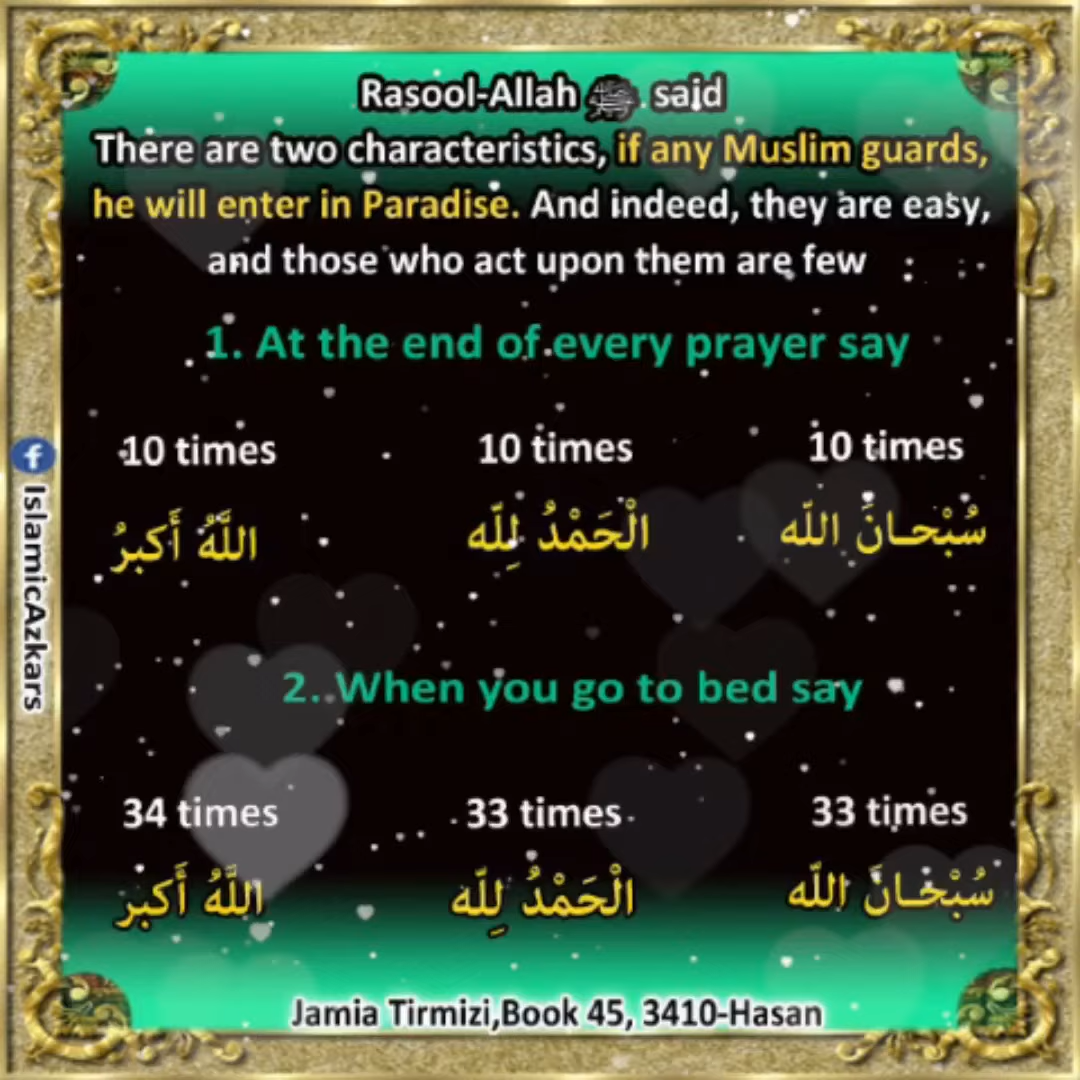 Rasool-Allah ﷺ said
There are two characteristics, if any Muslim guards,
he will enter in Paradise. And indeed, they are easy,
and those who act upon them are few :
1. At the end of every prayer say
10 times 10 times 10 times
سُبْحـانَ اللّه الْحَمْدُ لِلّه اللَّهُ أَكبرُ
2. When you go to bed say
34 times 33 times 33 times
سُبْحـانَ اللّه الْحَمْدُ لِلّه اللَّهُ أَكبر
Jamia Tirmizi,Book 45, 3410-Hasan
IslamicAzkars